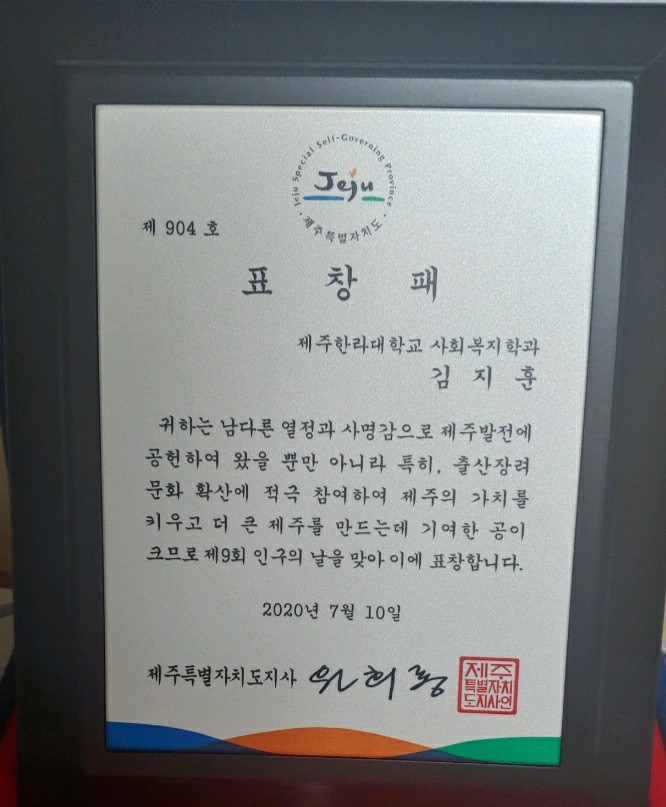 Jeju Special Self-Governing Province
Jeju
제주특별자치도
제 904 호
표 창 패
제주한라대학교 사회복지학과
김 지 훈
귀하는 남다른 열정과 사명감으로 제주발전에
공헌하여 왔을 뿐만 아니라 특히, 출산장려
문화 확산에 적극 참여하여 제주의 가치를
키우고 더 큰 제주를 만드는데 기여한 공이
크므로 제9회 인구의 날을 맞아 이에 표창합니다.
2020년 7월 10일
제주특별자치도지사 원희룡
제주
특별자치
도지사인